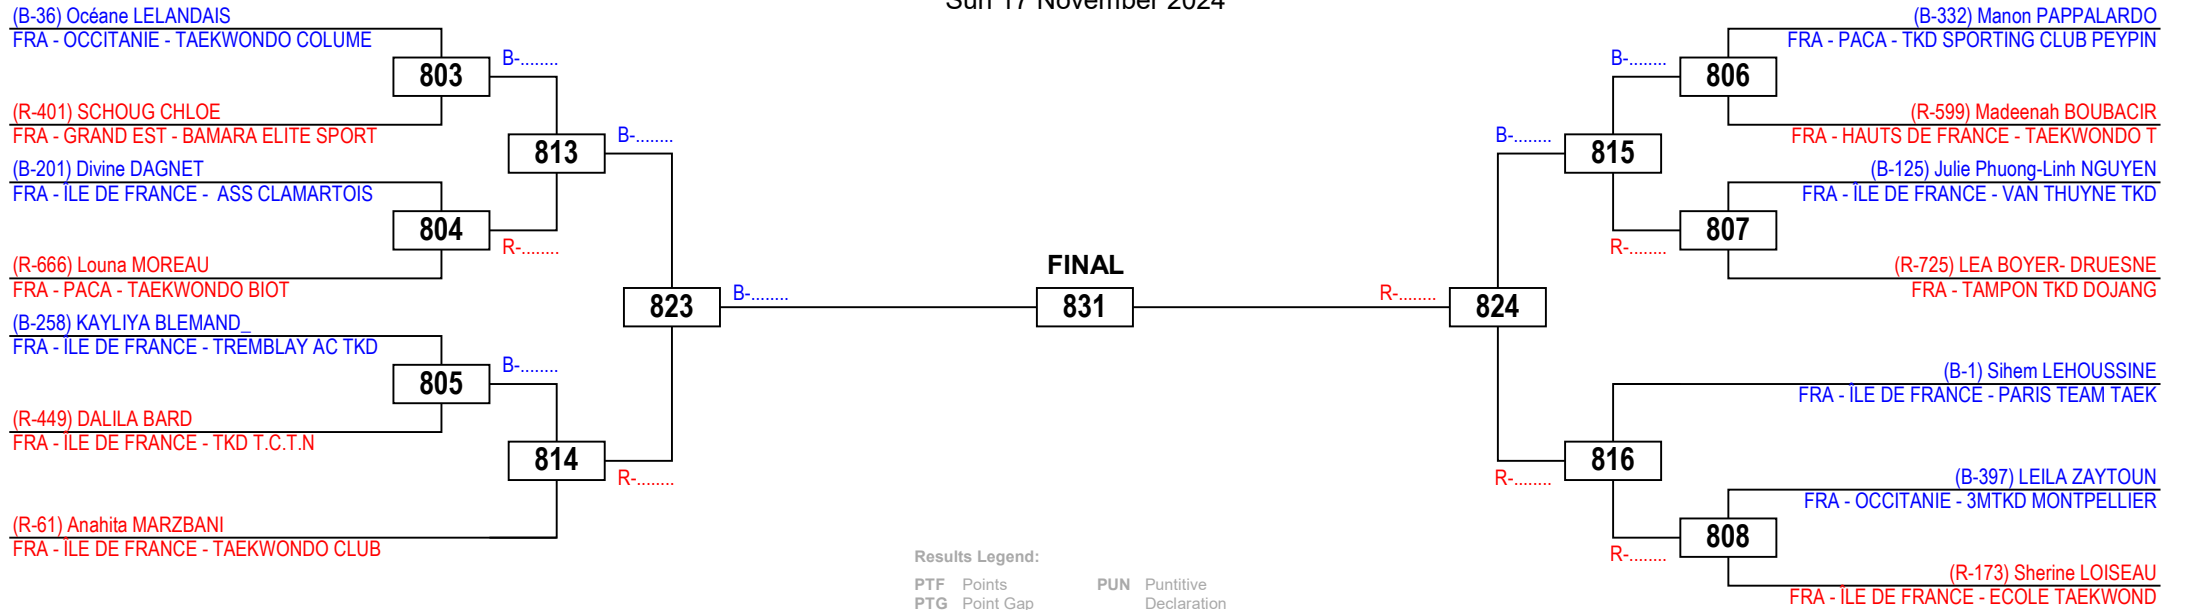 Sun 17 November 2024
(B-36) Océane LELANDAIS
FRA - OCCITANIE - TAEKWONDO COLUME
803
B-........
(R-401) SCHOUG CHLOE
FRA - GRAND EST - BAMARA ELITE SPORT
813
B-........
(B-201) Divine DAGNET
FRA - ÎLE DE FRANCE -  ASS CLAMARTOIS
804
R-........
(R-666) Louna MOREAU
FRA - PACA - TAEKWONDO BIOT
823
B-........
(B-258) KAYLIYA BLEMAND_
FRA - ÎLE DE FRANCE - TREMBLAY AC TKD
805
B-........
(R-449) DALILA BARD
FRA - ÎLE DE FRANCE - TKD T.C.T.N
814
R-........
(R-61) Anahita MARZBANI
FRA - ÎLE DE FRANCE - TAEKWONDO CLUB
FINAL
831
(B-332) Manon PAPPALARDO
FRA - PACA - TKD SPORTING CLUB PEYPIN
B-........
806
(R-599) Madeenah BOUBACIR
FRA - HAUTS DE FRANCE - TAEKWONDO T
B-........
815
(B-125) Julie Phuong-Linh NGUYEN
FRA - ÎLE DE FRANCE - VAN THUYNE TKD
R-........
807
(R-725) LEA BOYER- DRUESNE
FRA - TAMPON TKD DOJANG
R-........
824
(B-1) Sihem LEHOUSSINE
FRA - ÎLE DE FRANCE - PARIS TEAM TAEK
R-........
816
(B-397) LEILA ZAYTOUN
FRA - OCCITANIE - 3MTKD MONTPELLIER
R-........
808
(R-173) Sherine LOISEAU
FRA - ÎLE DE FRANCE - ECOLE TAEKWOND
Results Legend:
PTF Points
PTG Point Gap
PUN Puntitive
Declaration